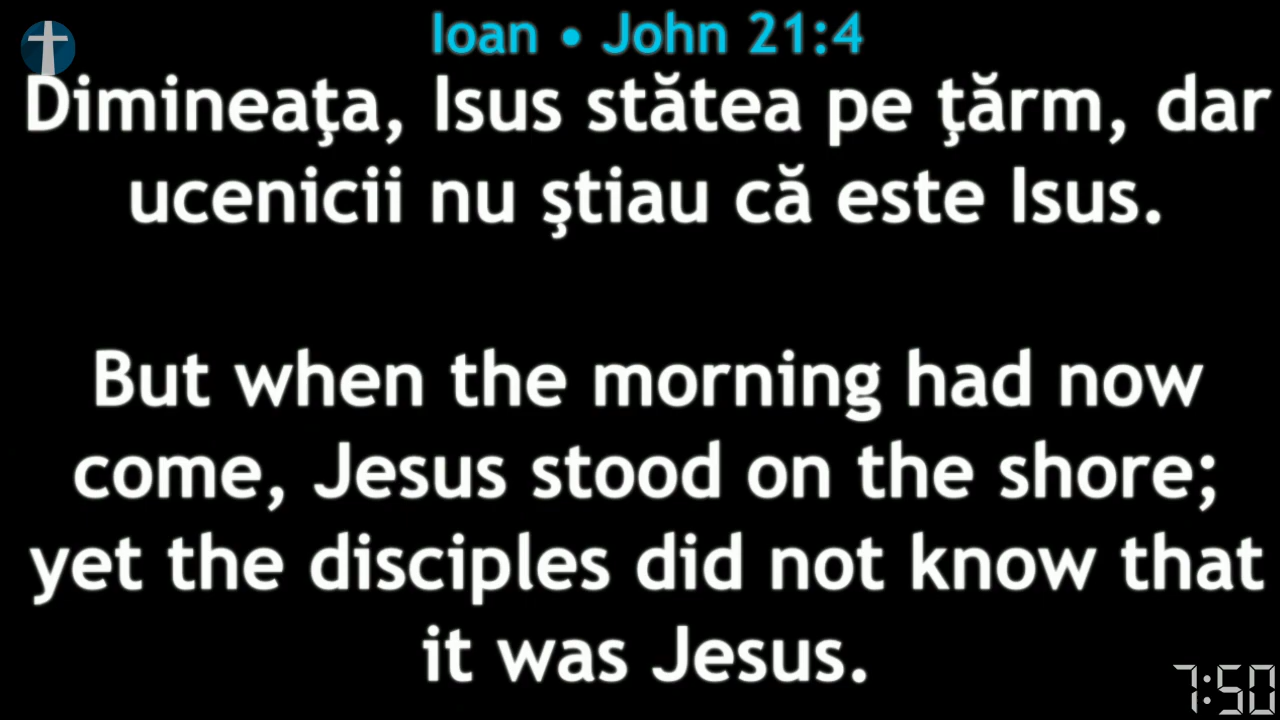 Ioan • John 21:4
Dimineaţa, Isus stătea pe ţărm, dar
ucenicii nu ştiau că este Isus.
But when the morning had now
come, Jesus stood on the shore;
yet the disciples did not know that
it was Jesus.
7:50